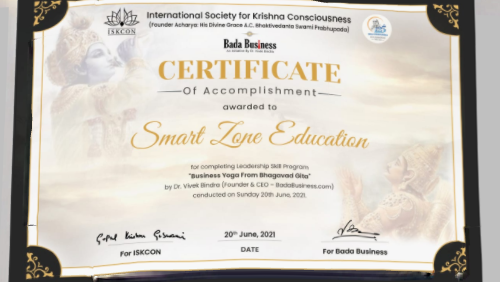 International Society for Krishna Consciousness
(Founder Acharya: His Divine Grace A.C. Bhaktivedanta Swami Prabhupada)
ISKCON
Bada Business
CERTIFICATE
Of Accomplishment
awarded to
Smart Zone Education
for completing Leadership Skill Program
"Business Yoga From Bhagavad Gita"
by Dr. Vivek Bindra (Founder & CEO – BadaBusiness.com)
conducted on Sunday 20th June, 2021.
20th June, 2021
For ISKCON
DATE
For Bada Business